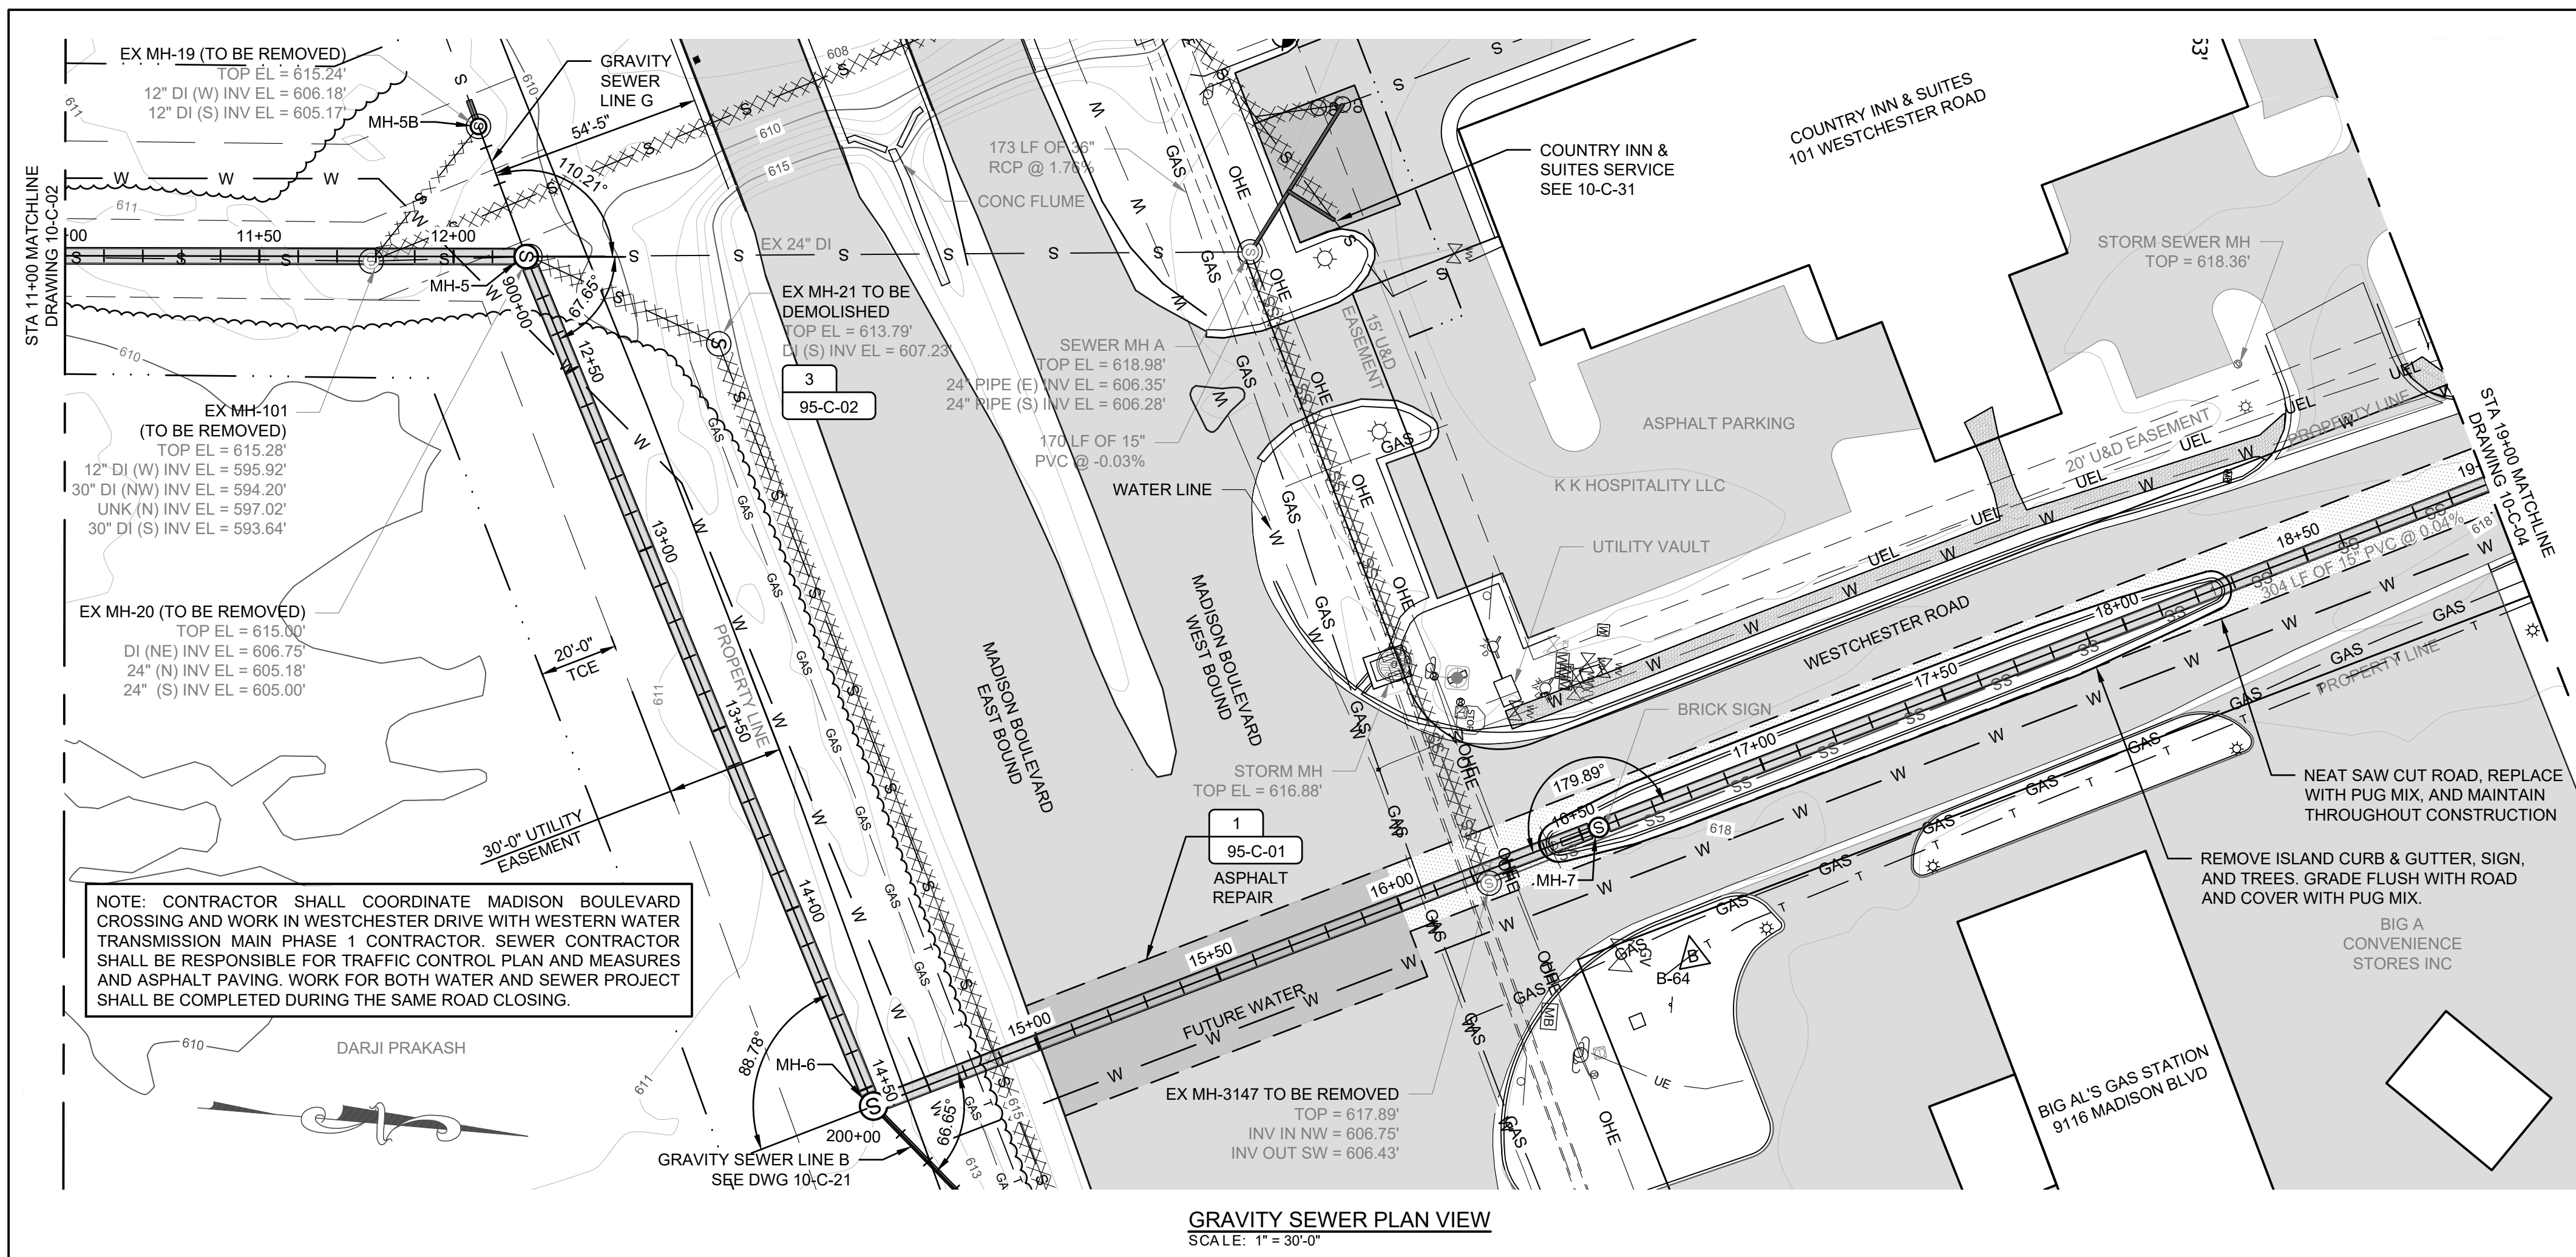 EX MH-19 (TO BE REMOVED)
TOP EL = 615.24'
12" DI (W) INV EL = 606.18'
12" DI (S) INV EL = 605.17'
MH-5B
GRAVITY
SEWER
LINE G
54'-5"
110.21°
608
610
615
610
611
611
STA 11+00 MATCHLINE
DRAWING 10-C-02
11+50
12+00
MH-5
900+00
67.65°
12+50
EX 24" DI
173 LF OF 36"
RCP @ 1.76%
CONC FLUME
COUNTRY INN &
SUITES SERVICE
SEE 10-C-31
COUNTRY INN & SUITES
101 WESTCHESTER ROAD
STORM SEWER MH
TOP = 618.36'
EX MH-21 TO BE
DEMOLISHED
TOP EL = 613.79'
DI (S) INV EL = 607.23'
3
95-C-02
SEWER MH A
TOP EL = 618.98'
24" PIPE (E) INV EL = 606.35'
24" PIPE (S) INV EL = 606.28'
15' U&D
EASEMENT
170 LF OF 15"
PVC @ -0.03%
WATER LINE
ASPHALT PARKING
K K HOSPITALITY LLC
UTILITY VAULT
20' U&D EASEMENT
PROPERTY LINE
STA 19+00 MATCHLINE
DRAWING 10-C-04
610
EX MH-101
(TO BE REMOVED)
TOP EL = 615.28'
12" DI (W) INV EL = 595.92'
30" DI (NW) INV EL = 594.20'
UNK (N) INV EL = 597.02'
30" DI (S) INV EL = 593.64'
EX MH-20 (TO BE REMOVED)
TOP EL = 615.00'
DI (NE) INV EL = 606.75'
24" (N) INV EL = 605.18'
24" (S) INV EL = 605.00'
20'-0"
TCE
611
PROPERTY LINE
13+00
13+50
14+00
14+50
30'-0" UTILITY
EASEMENT
MADISON BOULEVARD
EAST BOUND
MADISON BOULEVARD
WEST BOUND
WESTCHESTER ROAD
18+50
18+00
17+50
17+00
16+50
16+00
15+50
15+00
304 LF OF 15" PVC @ 0.04%
618
PROPERTY LINE
BRICK SIGN
179.89°
618
STORM MH
TOP EL = 616.88'
1
95-C-01
ASPHALT
REPAIR
MH-7
NEAT SAW CUT ROAD, REPLACE
WITH PUG MIX, AND MAINTAIN
THROUGHOUT CONSTRUCTION
REMOVE ISLAND CURB & GUTTER, SIGN,
AND TREES. GRADE FLUSH WITH ROAD
AND COVER WITH PUG MIX.
BIG A
CONVENIENCE
STORES INC
B
B-64
NOTE: CONTRACTOR SHALL COORDINATE MADISON BOULEVARD
CROSSING AND WORK IN WESTCHESTER DRIVE WITH WESTERN WATER
TRANSMISSION MAIN PHASE 1 CONTRACTOR. SEWER CONTRACTOR
SHALL BE RESPONSIBLE FOR TRAFFIC CONTROL PLAN AND MEASURES
AND ASPHALT PAVING. WORK FOR BOTH WATER AND SEWER PROJECT
SHALL BE COMPLETED DURING THE SAME ROAD CLOSING.
610
DARJI PRAKASH
611
88.78°
MH-6
66.65°
200+00
GRAVITY SEWER LINE B
SEE DWG 10-C-21
613
615
FUTURE WATER
EX MH-3147 TO BE REMOVED
TOP = 617.89'
INV IN NW = 606.75'
INV OUT SW = 606.43'
MB
UE
BIG AL'S GAS STATION
9116 MADISON BLVD
GRAVITY SEWER PLAN VIEW
SCALE: 1" = 30'-0"